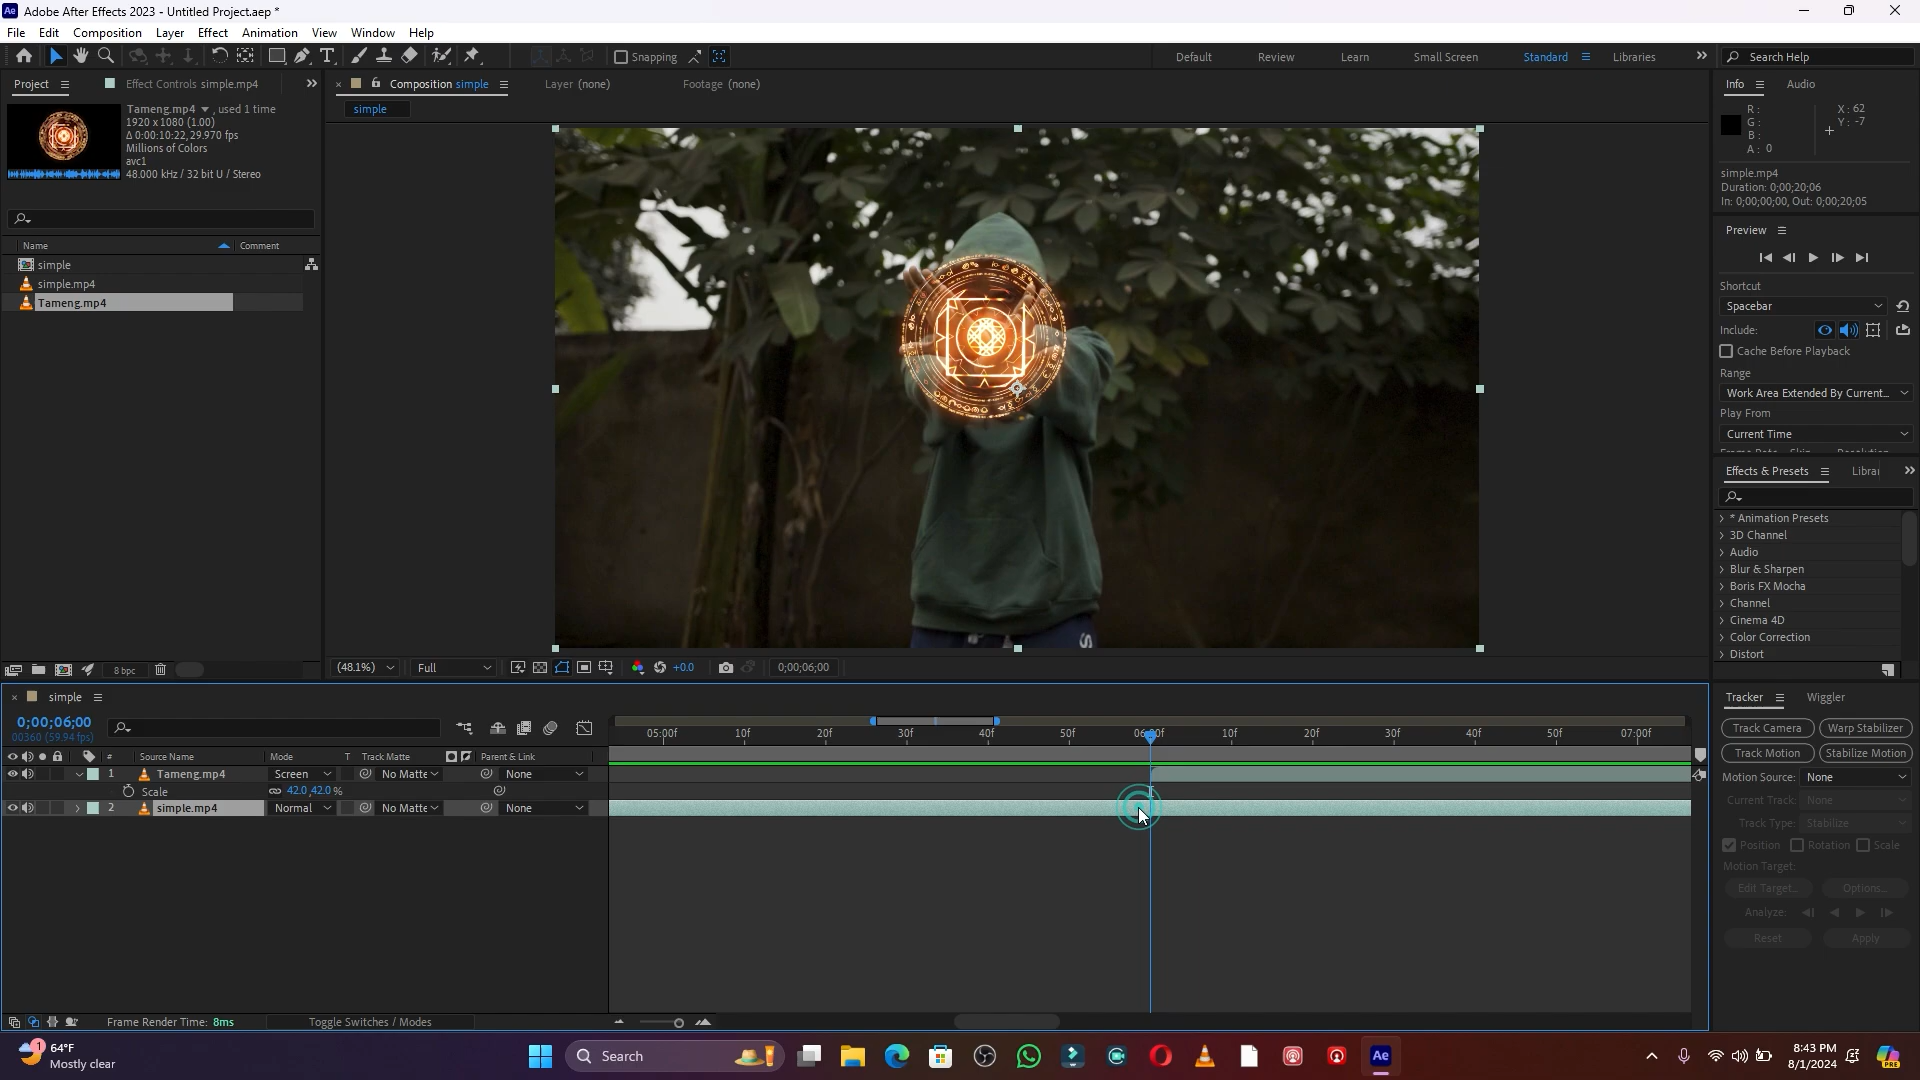 Adobe After Effects 2023 - Untitled Project.aep *
File Edit Composition Layer Effect Animation View Window Help
Snapping
Default Review Learn Small Screen Standard Libraries
Search Help
Project
Effect Controls simple.mp4
Composition simple
Layer (none)
Footage (none)
simple
Tameng.mp4 , used 1 time
1920 x 1080 (1.00)
Δ 0:00:10:22, 29.970 fps
Millions of Colors
avc1
48.000 kHz / 32 bit U / Stereo
Name
Comment
simple
simple.mp4
Tameng.mp4
8 bpc
Info
Audio
R :
G :
B :
A : 0
X : 62
Y : -7
simple.mp4
Duration: 0;00;20;06
In: 0;00;00;00, Out: 0;00;20;05
Preview
Shortcut
Spacebar
Include:
Cache Before Playback
Range
Work Area Extended By Current...
Play From
Current Time
Effects & Presets
Librar
* Animation Presets
3D Channel
Audio
Blur & Sharpen
Boris FX Mocha
Channel
Cinema 4D
Color Correction
Distort
(48.1%)
Full
+0.0
0;00;06;00
simple
0;00;06;00
00360 (59.94 fps)
# Source Name Mode T Track Matte Parent & Link
1 Tameng.mp4 Screen No Matte None
Scale 42.0,42.0 %
2 simple.mp4 Normal No Matte None
05:00f 10f 20f 30f 40f 50f 06:00f 10f 20f 30f 40f 50f 07:00f
Frame Render Time: 8ms
Toggle Switches / Modes
Tracker
Wiggler
Track Camera Warp Stabilizer
Track Motion Stabilize Motion
Motion Source: None
Current Track: None
Track Type: Stabilize
Position Rotation Scale
Motion Target:
Edit Target... Options...
Analyze:
Reset Apply
1
64°F
Mostly clear
Search
Ae
8:43 PM
8/1/2024
PRE